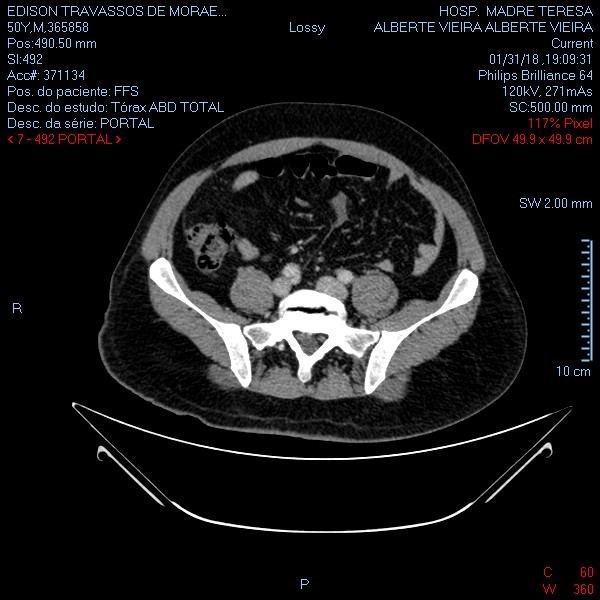 EDISON TRAVASSOS DE MORAE...
50Y,M,365858
Pos:490.50 mm
SI:492
Acc#: 371134
Pos. do paciente: FFS
Desc. do estudo: Tórax ABD TOTAL
Desc. da série: PORTAL
< 7 - 492 PORTAL >
Lossy
HOSP. MADRE TERESA
ALBERTE VIEIRA ALBERTE VIEIRA
Current
01/31/18 ,19:09:31
Philips Brilliance 64
120kV, 271mAs
SC:500.00 mm
117% Pixel
DFOV 49.9 x 49.9 cm
SW 2.00 mm
R
10 cm
P
C 60
W 360